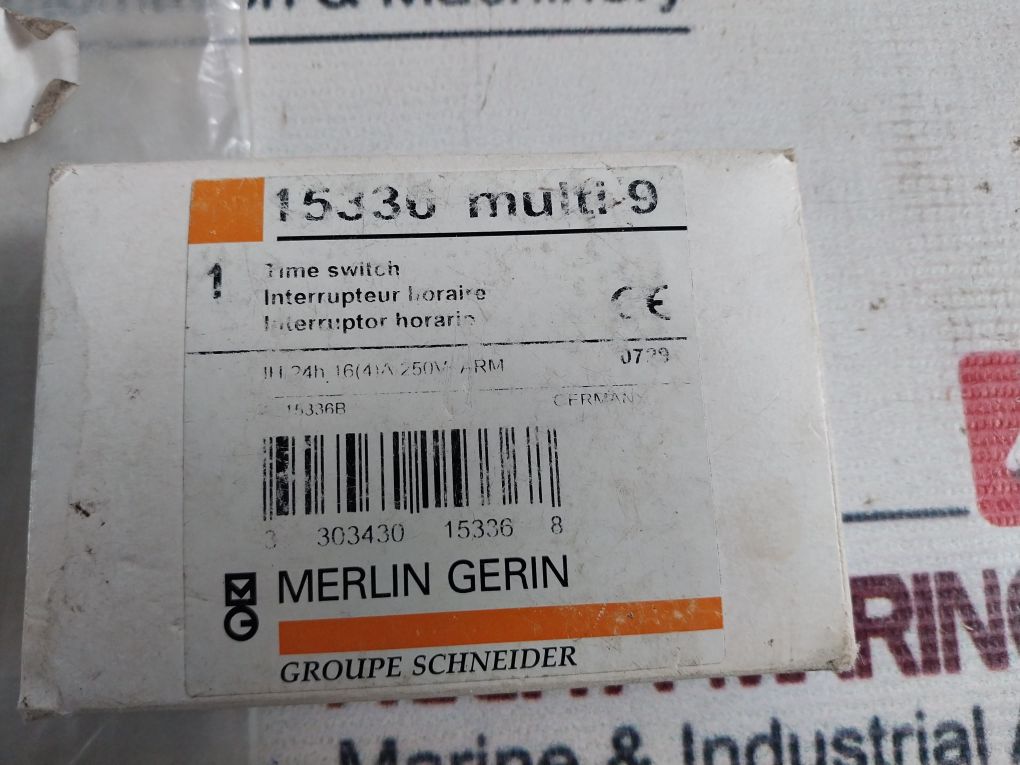 & Machinery
15336 multi 9
1 Time switch
Interrupteur horaire
Interruptor horario
CE
IH 24h 16(4)A 250V ARM
15336B GERMANY
3 303430 15336 8
MERLIN GERIN
GROUPE SCHNEIDER
Marine & Industrial